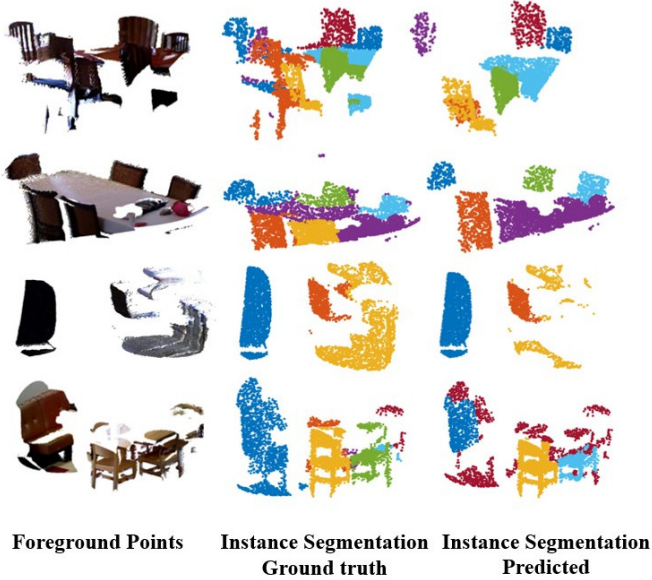 Foreground Points
Instance Segmentation
Ground truth
Instance Segmentation
Predicted